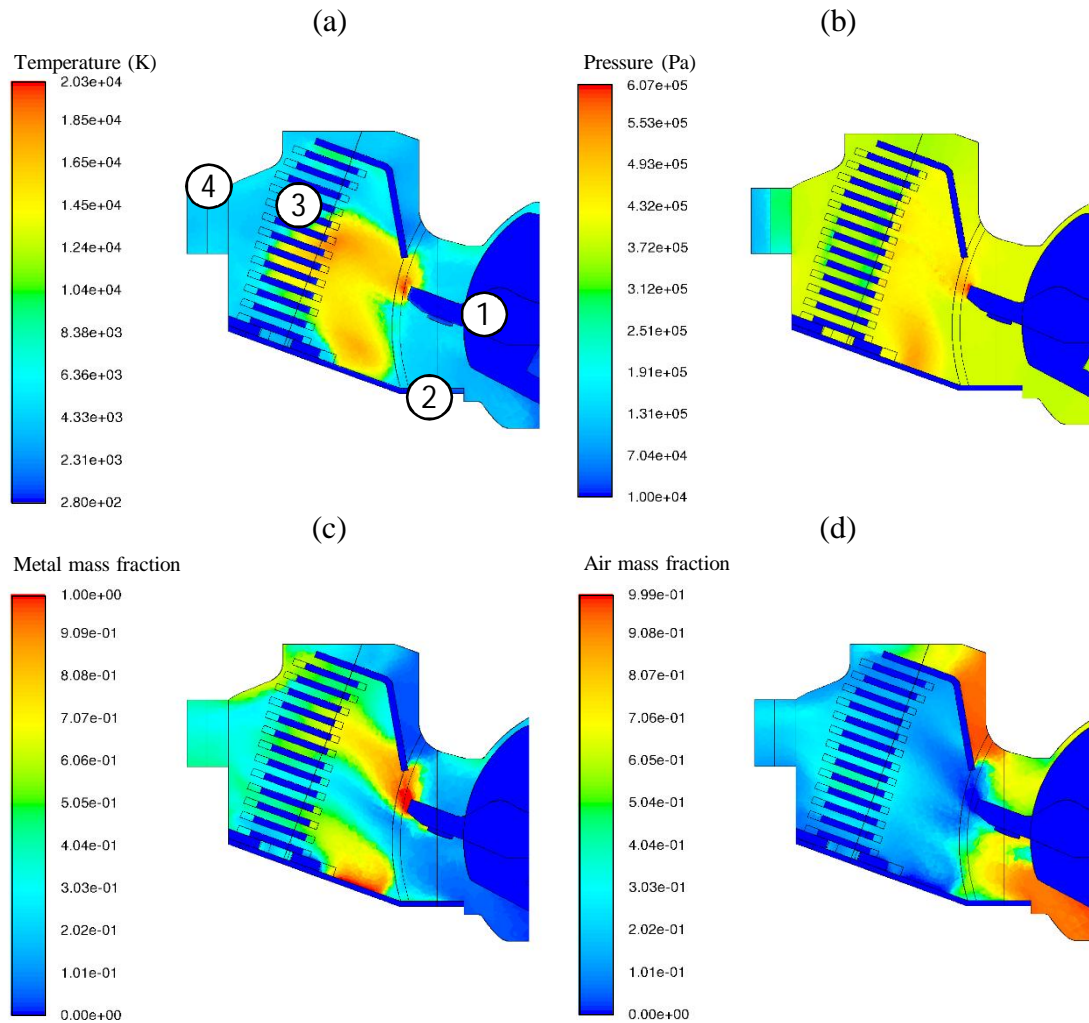 (a)
(b)
Temperature (K)
2.03e+04
1.85e+04
1.65e+04
1.45e+04
1.24e+04
1.04e+04
8.38e+03
6.36e+03
4.33e+03
2.31e+03
2.80e+02
4
3
1
2
Pressure (Pa)
6.07e+05
5.53e+05
4.93e+05
4.32e+05
3.72e+05
3.12e+05
2.51e+05
1.91e+05
1.31e+05
7.04e+04
1.00e+04
(c)
(d)
Metal mass fraction
1.00e+00
9.09e-01
8.08e-01
7.07e-01
6.06e-01
5.05e-01
4.04e-01
3.03e-01
2.02e-01
1.01e-01
0.00e+00
Air mass fraction
9.99e-01
9.08e-01
8.07e-01
7.06e-01
6.05e-01
5.04e-01
4.04e-01
3.03e-01
2.02e-01
1.01e-01
0.00e+00